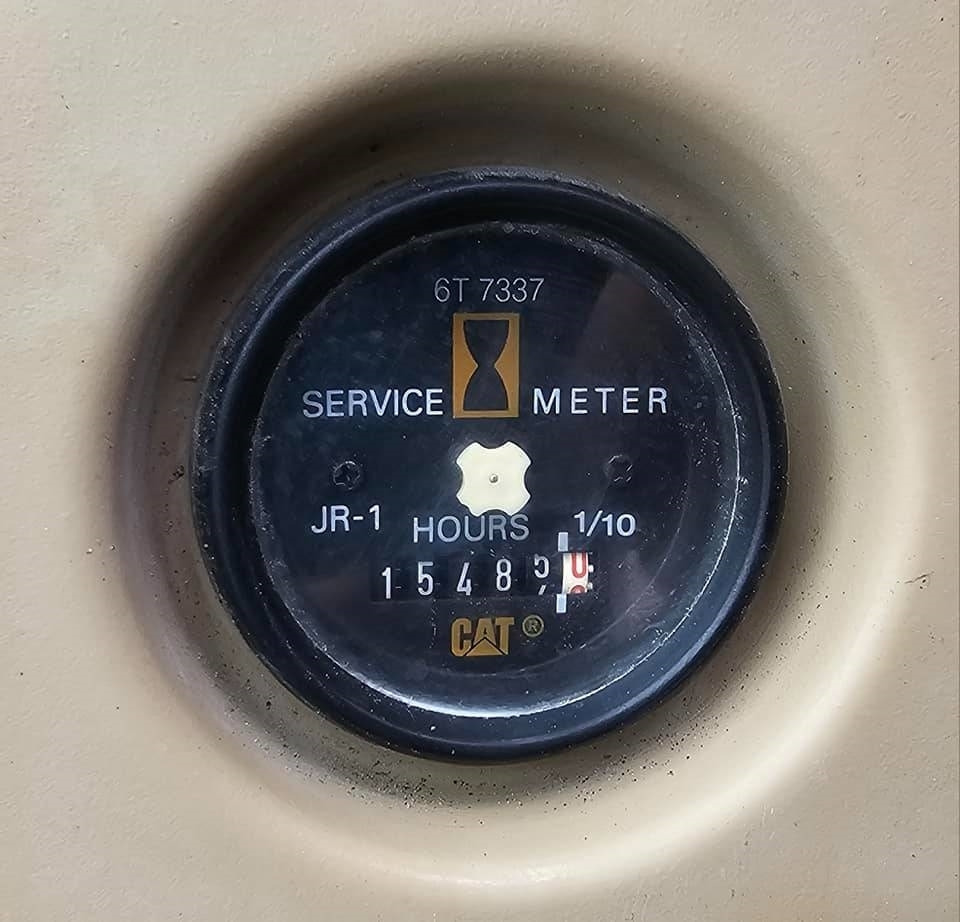 6T 7337
SERVICE METER
JR-1 HOURS 1/10
1548
CAT ®